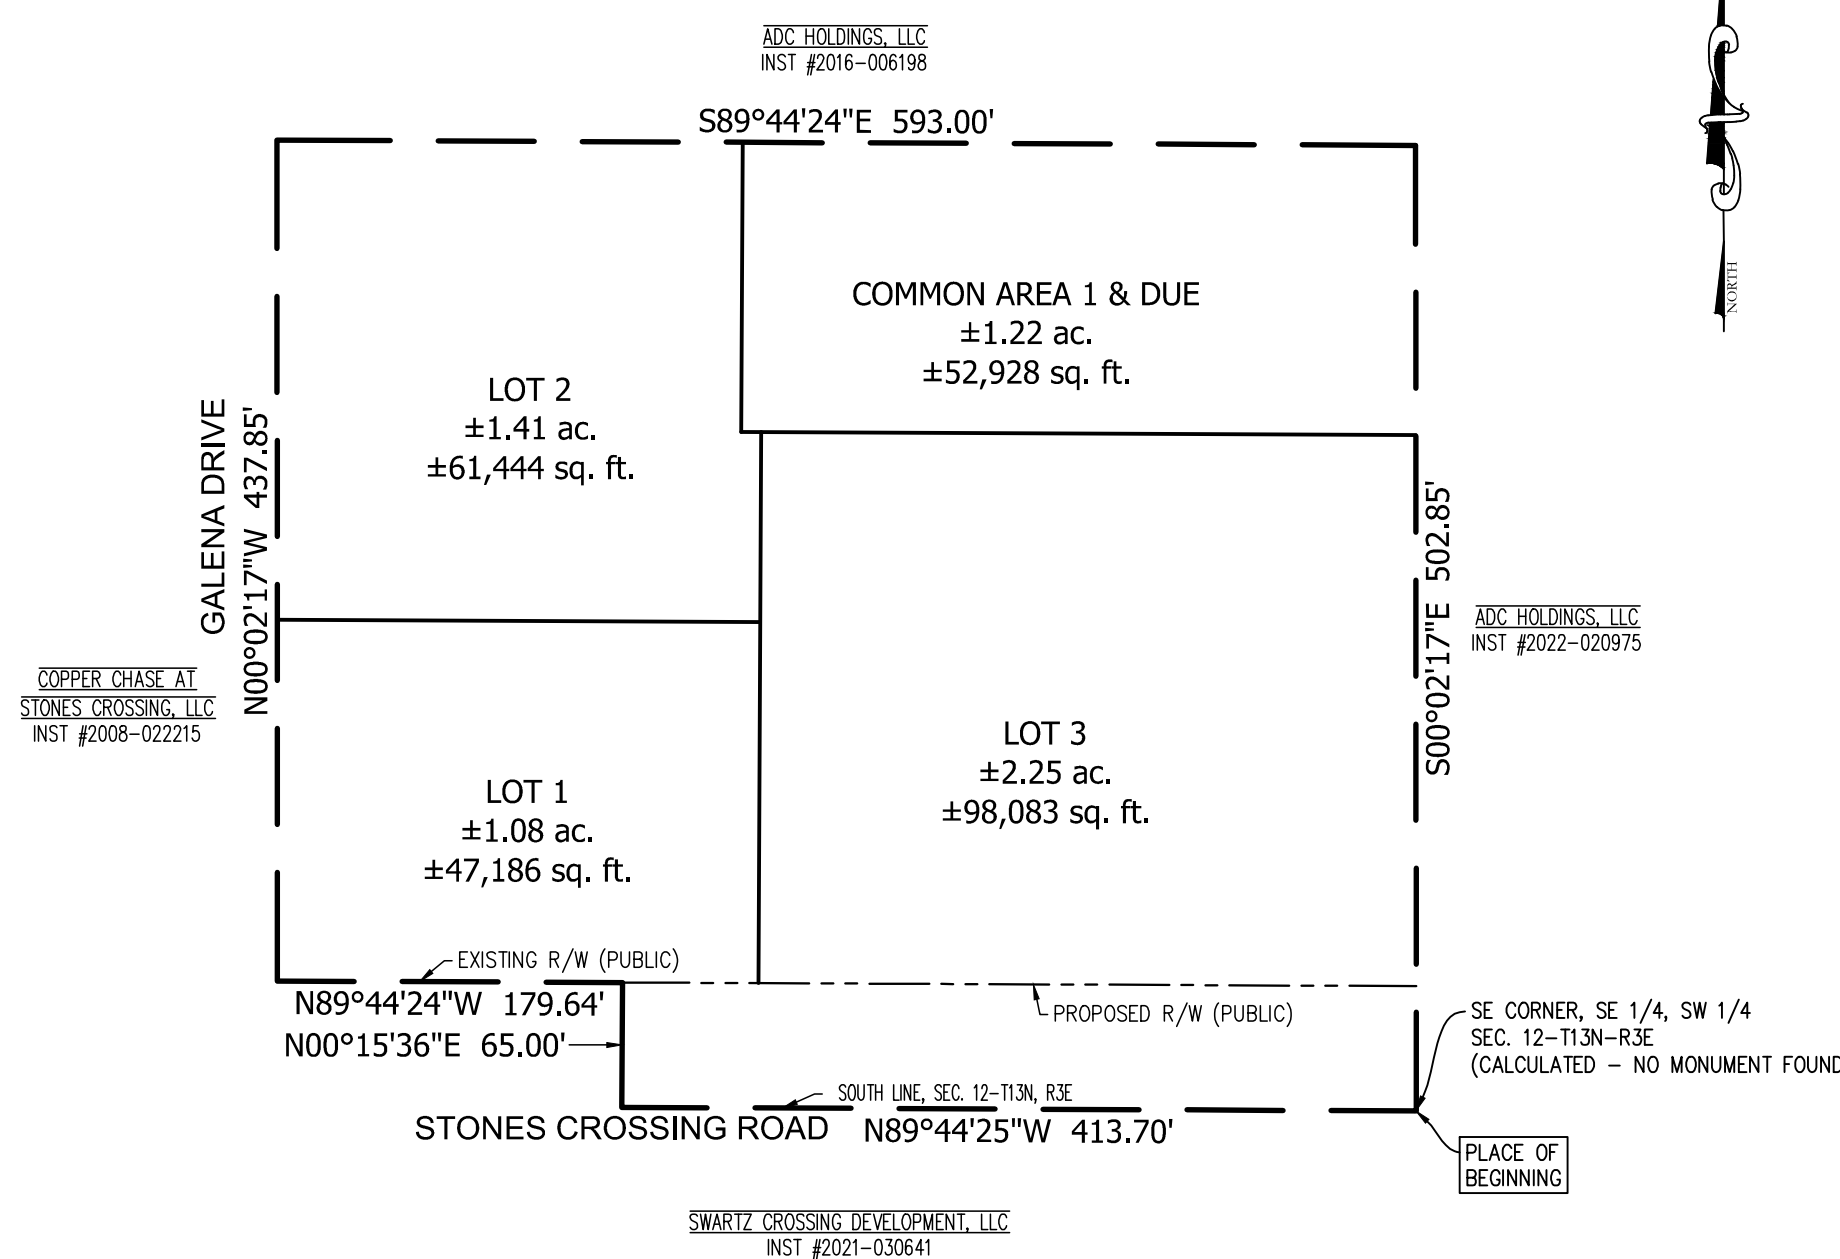 ADC HOLDINGS, LLC
INST #2016-006198
S89°44'24"E 593.00'
NORTH
COMMON AREA 1 & DUE
±1.22 ac.
±52,928 sq. ft.
LOT 2
±1.41 ac.
±61,444 sq. ft.
GALENA DRIVE
N00°02'17"W 437.85'
S00°02'17"E 502.85'
ADC HOLDINGS, LLC
INST #2022-020975
COPPER CHASE AT
STONES CROSSING, LLC
INST #2008-022215
LOT 3
±2.25 ac.
±98,083 sq. ft.
LOT 1
±1.08 ac.
±47,186 sq. ft.
EXISTING R/W (PUBLIC)
N89°44'24"W 179.64'
N00°15'36"E 65.00'
PROPOSED R/W (PUBLIC)
SE CORNER, SE 1/4, SW 1/4
SEC. 12-T13N-R3E
(CALCULATED - NO MONUMENT FOUND
SOUTH LINE, SEC. 12-T13N, R3E
STONES CROSSING ROAD N89°44'25"W 413.70'
PLACE OF
BEGINNING
SWARTZ CROSSING DEVELOPMENT, LLC
INST #2021-030641